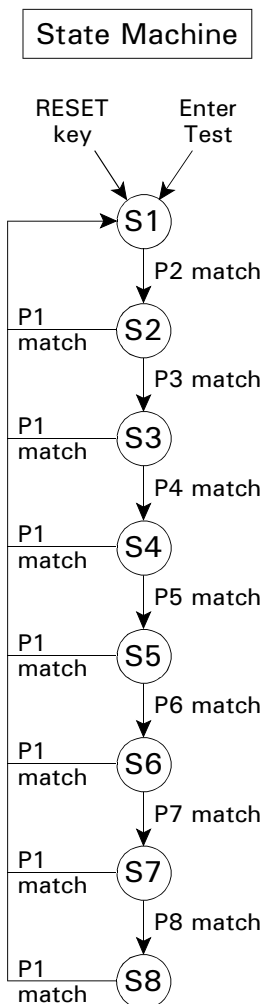 State Machine
RESET
key
Enter
Test
S1
P2 match
P1
match
S2
P3 match
P1
match
S3
P4 match
P1
match
S4
P5 match
P1
match
S5
P6 match
P1
match
S6
P7 match
P1
match
S7
P8 match
P1
match
S8